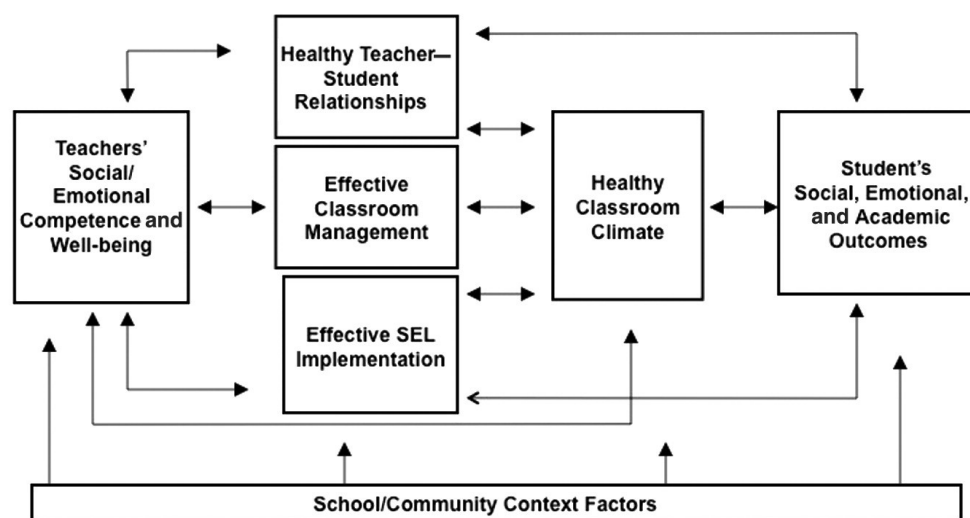 Healthy Teacher—
Student
Relationships
Teachers’
Social/
Emotional
Competence and
Well-being
Effective
Classroom
Management
Healthy
Classroom
Climate
Student’s
Social, Emotional,
and Academic
Outcomes
Effective SEL
Implementation
School/Community Context Factors